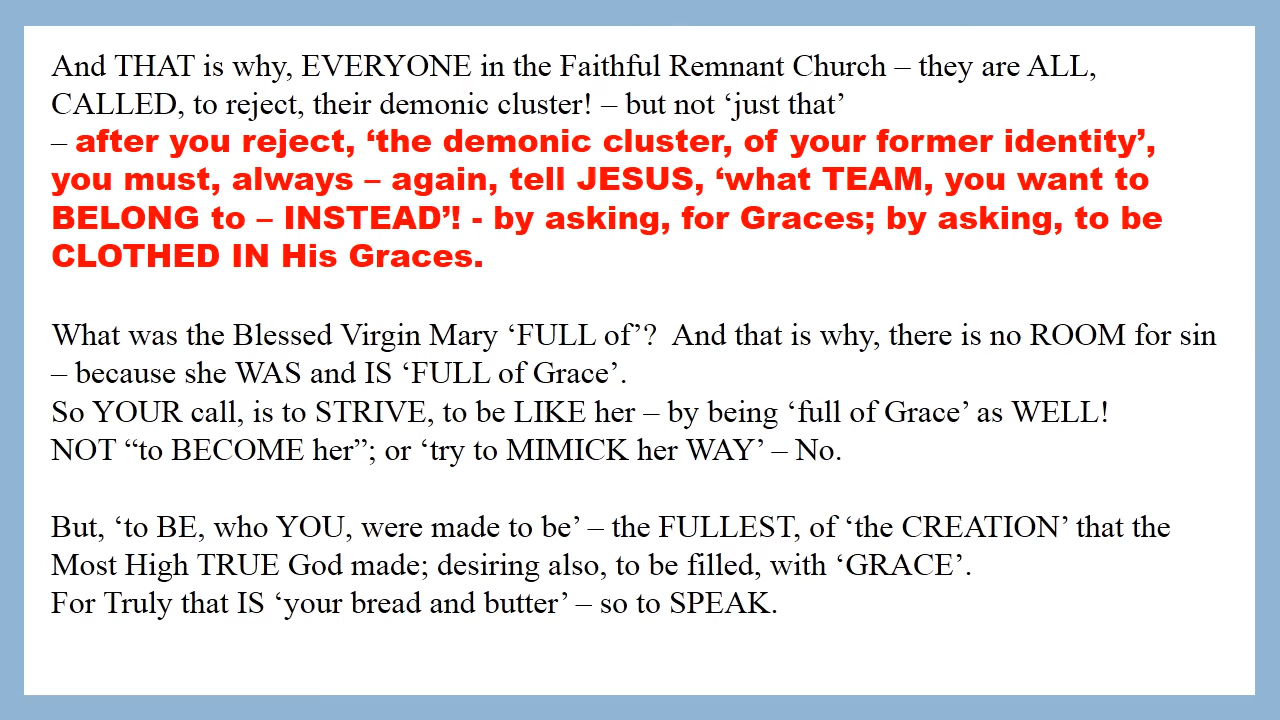 And THAT is why, EVERYONE in the Faithful Remnant Church – they are ALL,
CALLED, to reject, their demonic cluster! – but not ‘just that’
– after you reject, ‘the demonic cluster, of your former identity’,
you must, always – again, tell JESUS, ‘what TEAM, you want to
BELONG to – INSTEAD’! - by asking, for Graces; by asking, to be
CLOTHED IN His Graces.
What was the Blessed Virgin Mary ‘FULL of’?  And that is why, there is no ROOM for sin
– because she WAS and IS ‘FULL of Grace’.
So YOUR call, is to STRIVE, to be LIKE her – by being ‘full of Grace’ as WELL!
NOT “to BECOME her”; or ‘try to MIMICK her WAY’ – No.
But, ‘to BE, who YOU, were made to be’ – the FULLEST, of ‘the CREATION’ that the
Most High TRUE God made; desiring also, to be filled, with ‘GRACE’.
For Truly that IS ‘your bread and butter’ – so to SPEAK.